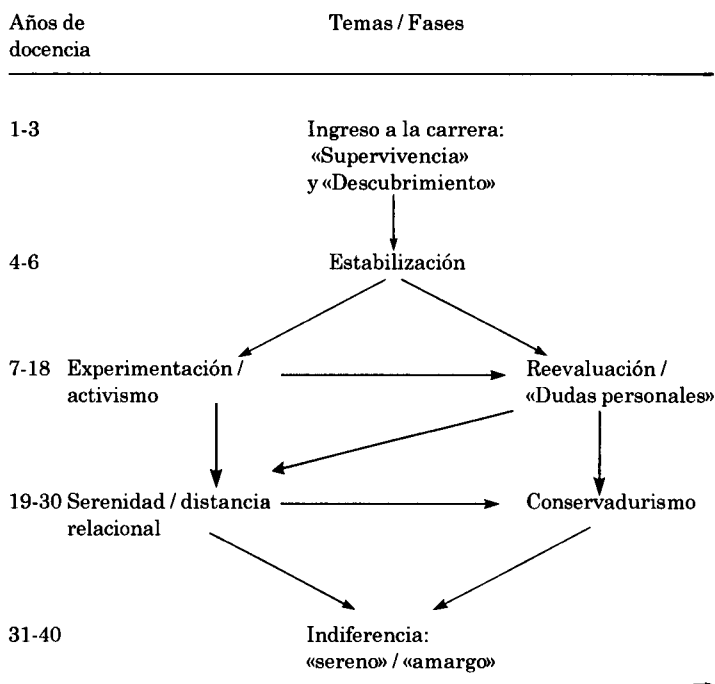 Años de
docencia
Temas / Fases
1-3
Ingreso a la carrera:
«Supervivencia»
y «Descubrimiento»
4-6
Estabilización
7-18 Experimentación /
activismo
Reevaluación /
«Dudas personales»
19-30 Serenidad / distancia
relacional
Conservadurismo
31-40
Indiferencia:
«sereno» / «amargo»